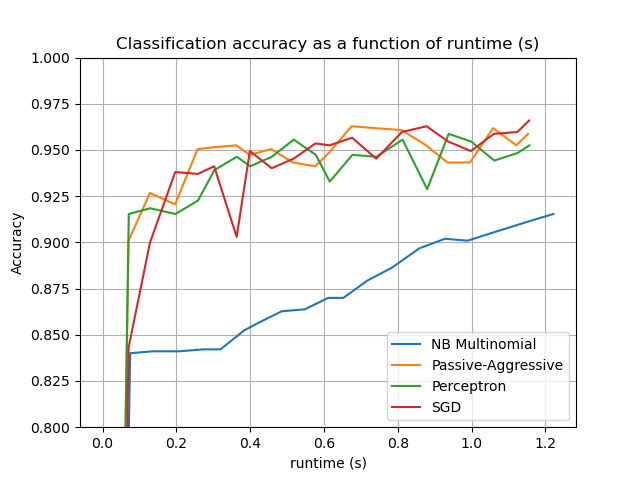 Classification accuracy as a function of runtime (s)
1.000
0.975
0.950
0.925
0.900
0.875
0.850
0.825
0.800
Accuracy
NB Multinomial
Passive-Aggressive
Perceptron
SGD
0.0 0.2 0.4 0.6 0.8 1.0 1.2
runtime (s)